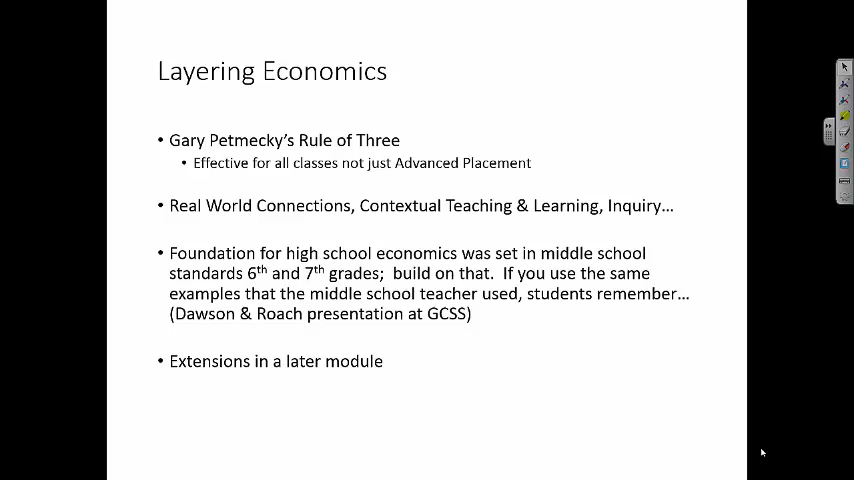 Layering Economics
• Gary Petmecky's Rule of Three
• Effective for all classes not just Advanced Placement
• Real World Connections, Contextual Teaching & Learning, Inquiry…
• Foundation for high school economics was set in middle school
standards 6th and 7th grades;  build on that.  If you use the same
examples that the middle school teacher used, students remember…
(Dawson & Roach presentation at GCSS)
• Extensions in a later module